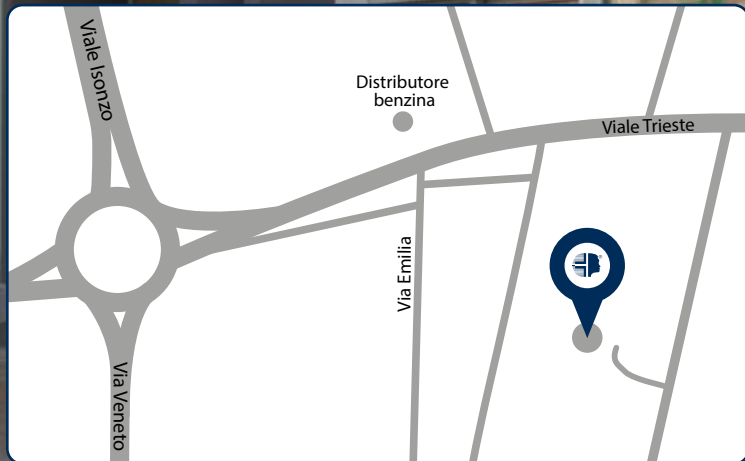 Viale Isonzo
Distributore
benzina
Viale Trieste
Via Emilia
Via Veneto